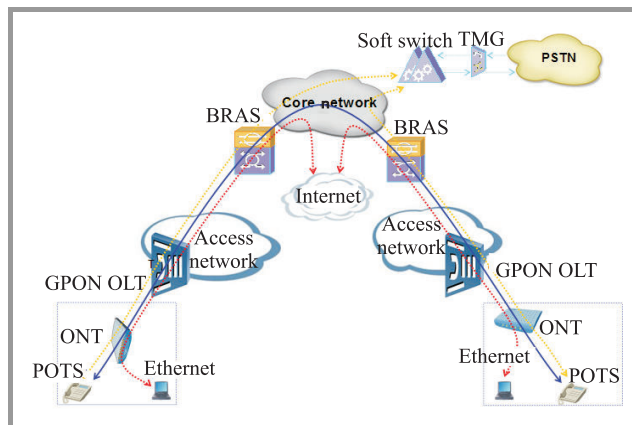 Soft switch TMG
PSTN
Core network
BRAS
BRAS
Internet
Access
network
Access
network
GPON OLT
GPON OLT
ONT
ONT
Ethernet
Ethernet
POTS
POTS